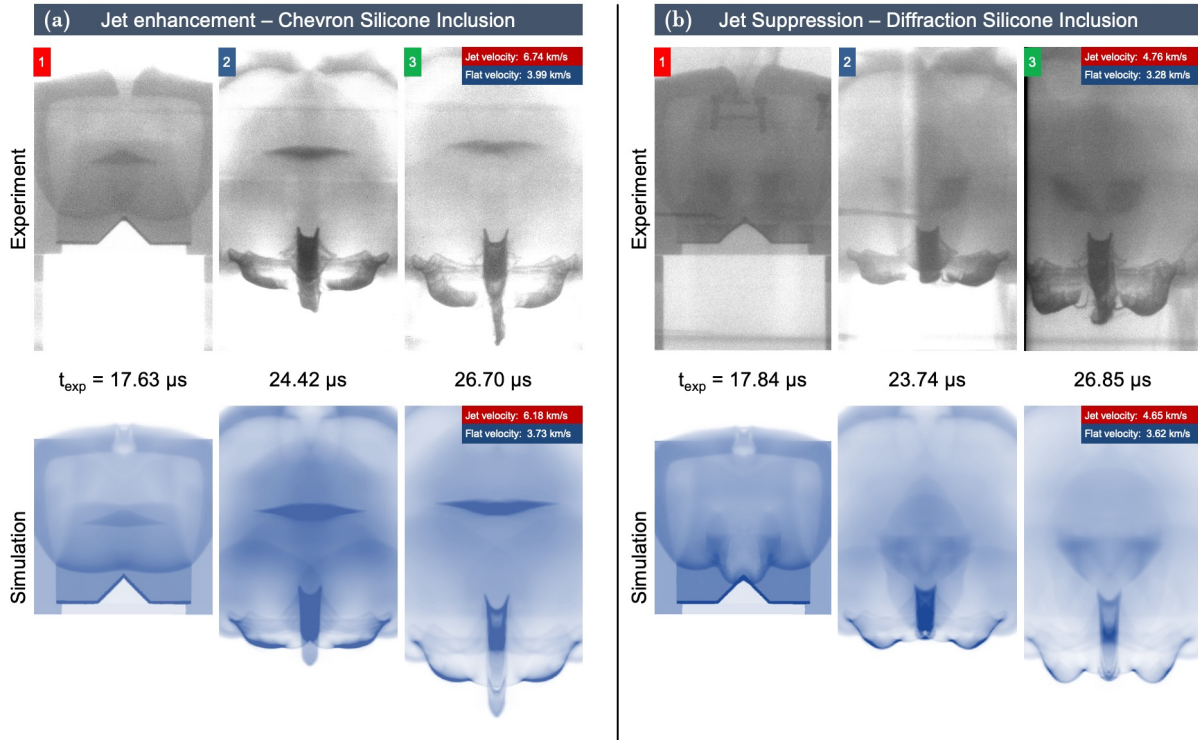 (a) Jet enhancement – Chevron Silicone Inclusion
Experiment
1
2
3
Jet velocity: 6.74 km/s
Flat velocity: 3.99 km/s
t_exp = 17.63 µs
24.42 µs
26.70 µs
Simulation
Jet velocity: 6.18 km/s
Flat velocity: 3.73 km/s
(b) Jet Suppression – Diffraction Silicone Inclusion
Experiment
1
2
3
Jet velocity: 4.76 km/s
Flat velocity: 3.28 km/s
t_exp = 17.84 µs
23.74 µs
26.85 µs
Simulation
Jet velocity: 4.65 km/s
Flat velocity: 3.62 km/s